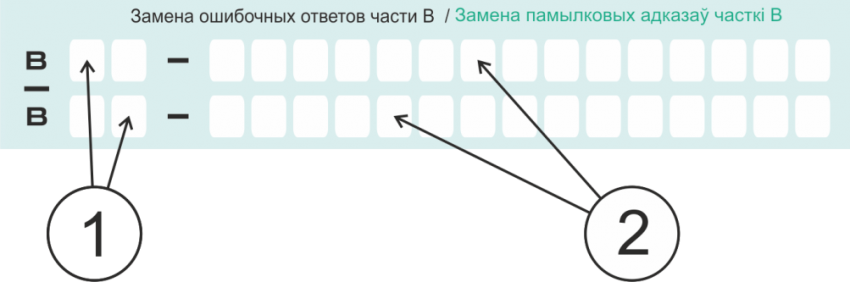 Замена ошибочных ответов части В / Замена памылковых адказаў часткі В
В –
В –
1 2